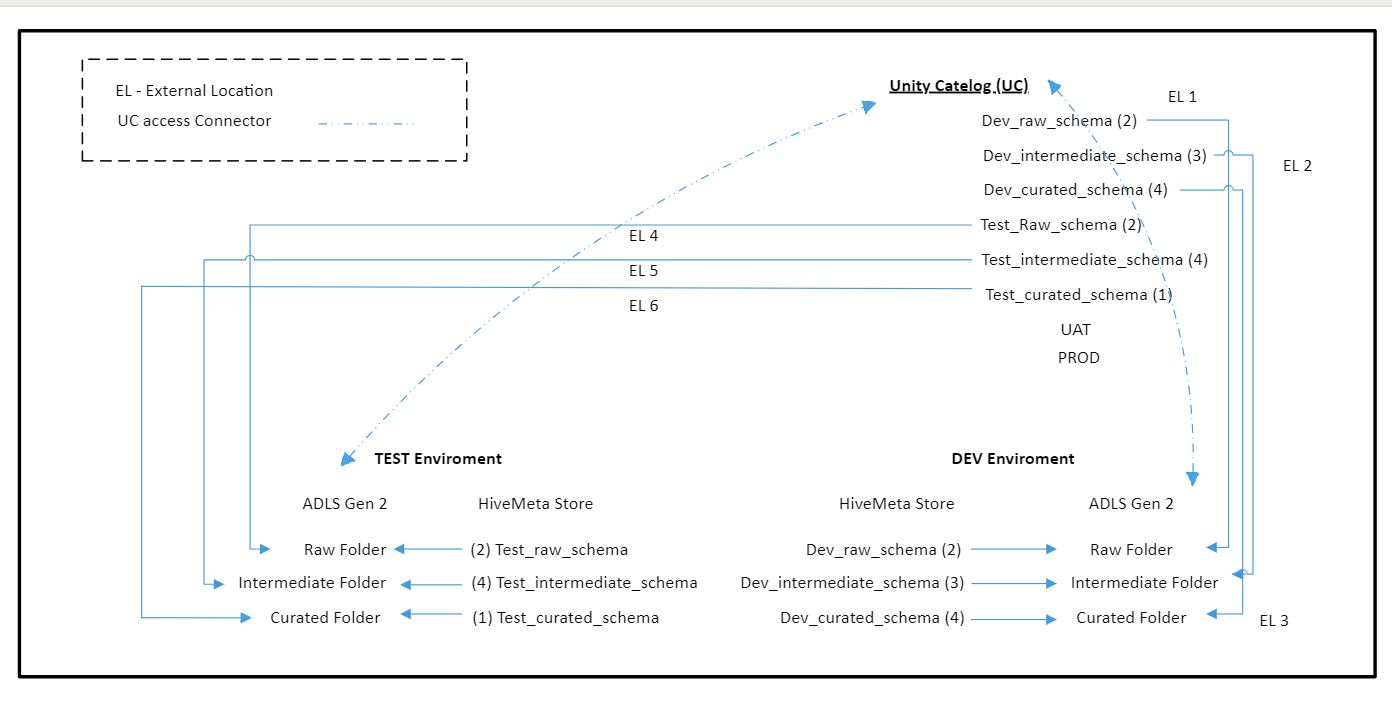 EL - External Location
UC access Connector
Unity Catelog (UC)
EL 1
Dev_raw_schema (2)
Dev_intermediate_schema (3)
EL 2
Dev_curated_schema (4)
Test_Raw_schema (2)
EL 4
Test_intermediate_schema (4)
EL 5
Test_curated_schema (1)
EL 6
UAT
PROD
TEST Enviroment
ADLS Gen 2 HiveMeta Store
Raw Folder (2) Test_raw_schema
Intermediate Folder (4) Test_intermediate_schema
Curated Folder (1) Test_curated_schema
DEV Enviroment
HiveMeta Store ADLS Gen 2
Dev_raw_schema (2) Raw Folder
Dev_intermediate_schema (3) Intermediate Folder
Dev_curated_schema (4) Curated Folder
EL 3